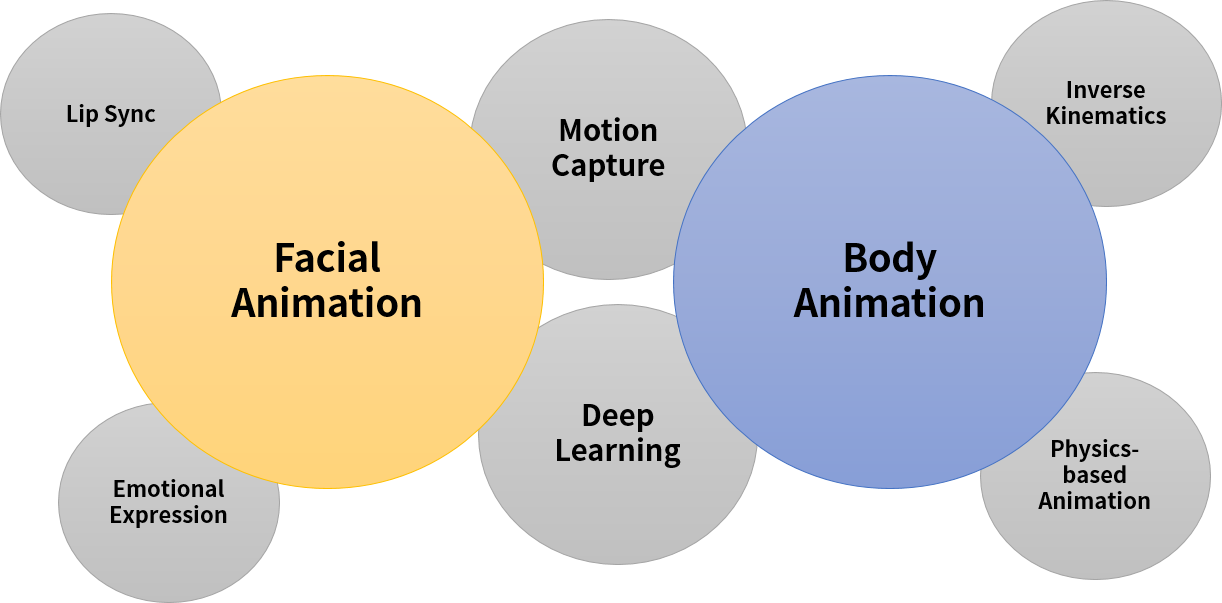 Lip Sync
Facial
Animation
Emotional
Expression
Motion
Capture
Deep
Learning
Body
Animation
Inverse
Kinematics
Physics-
based
Animation